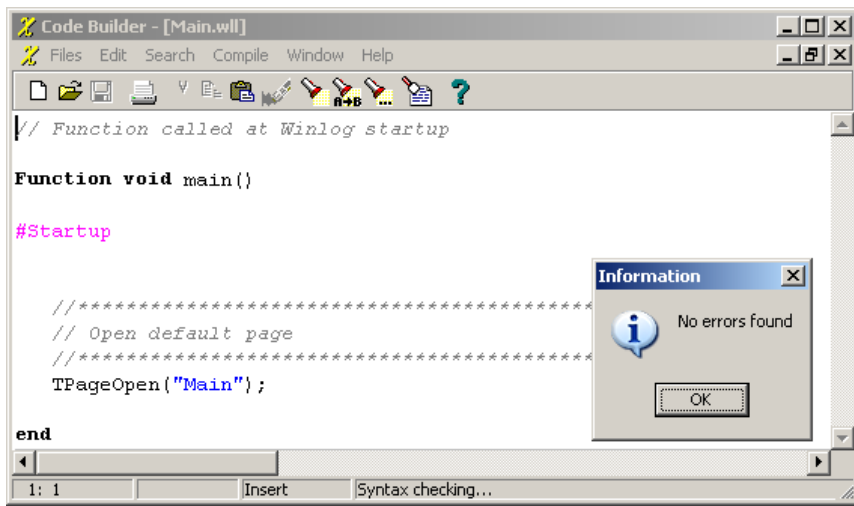 Code Builder - [Main.wll]
Files Edit Search Compile Window Help
A→B ... ?
// Function called at Winlog startup
Function void main()
#Startup
//*******************************************
// Open default page
//*******************************************
TPageOpen("Main");
end
Information
No errors found
OK
1: 1 Insert Syntax checking...